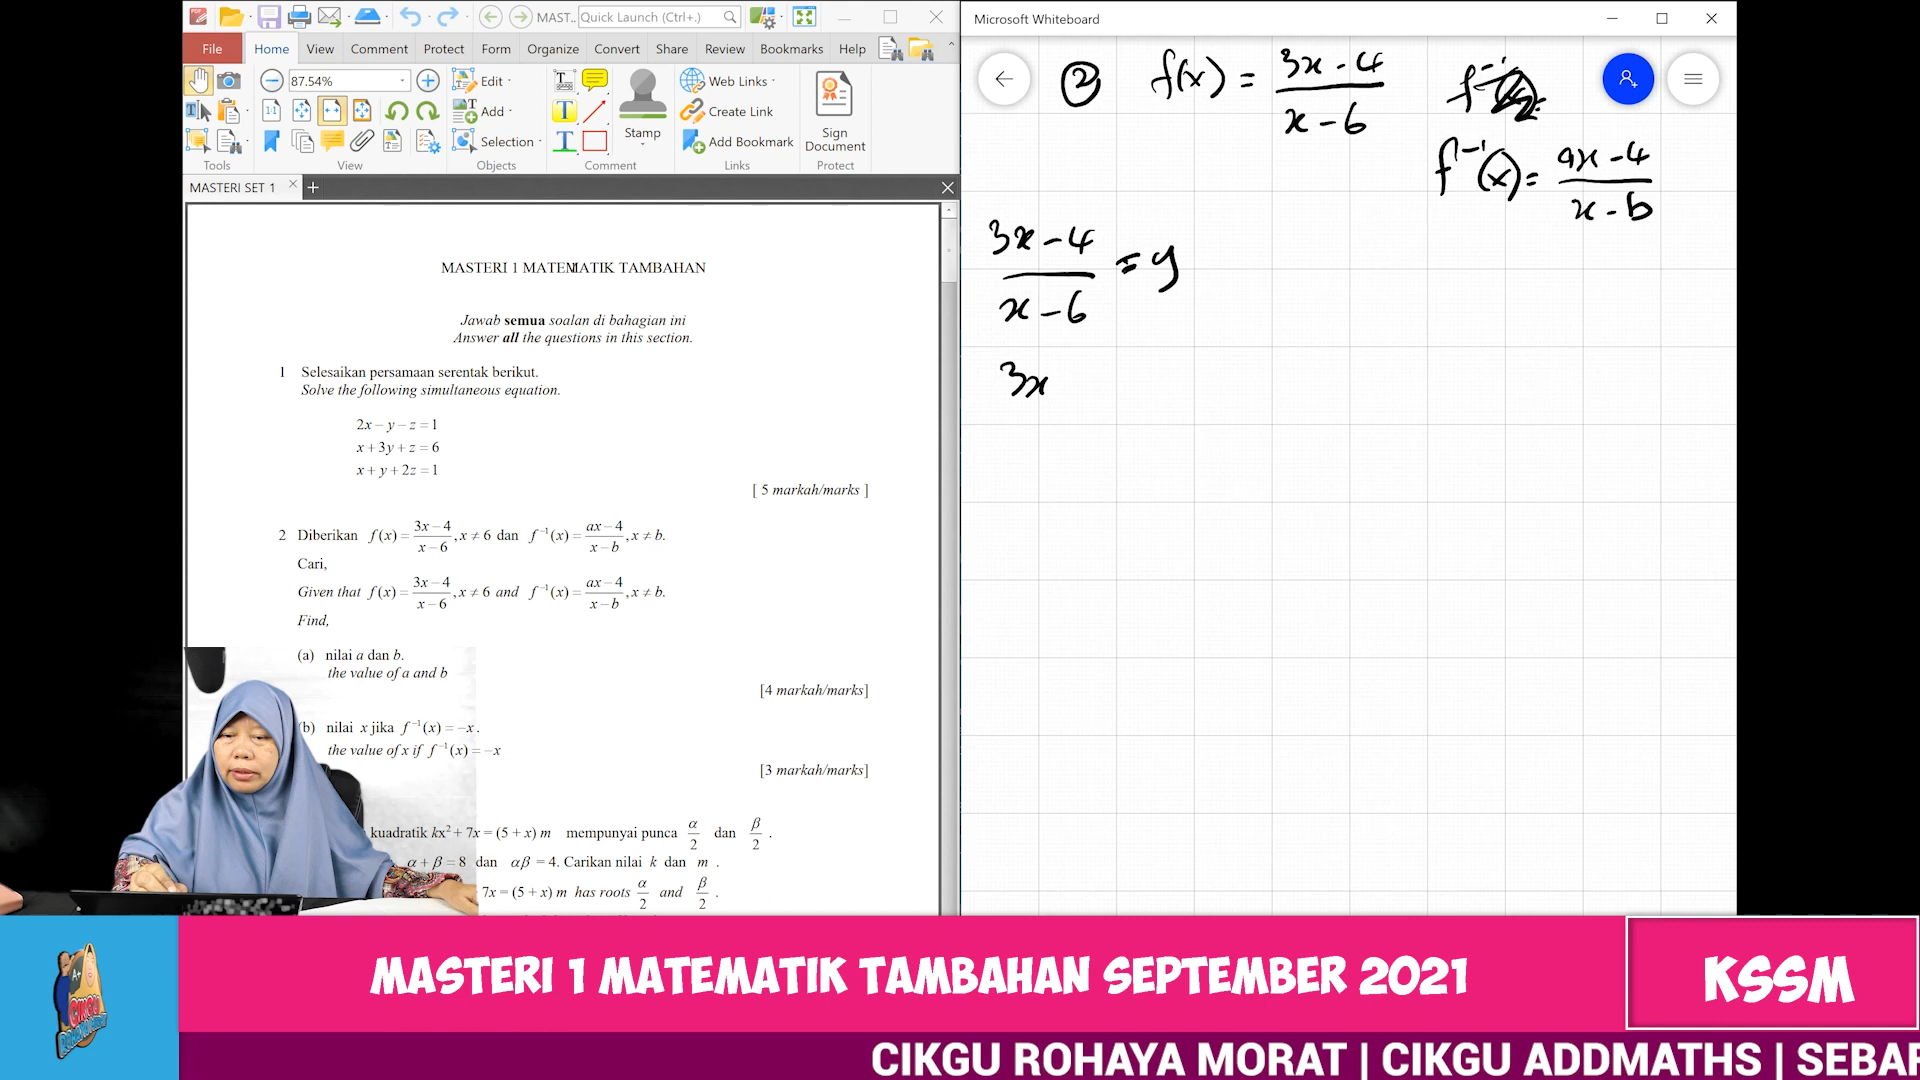 MAST..
Quick Launch (Ctrl+.)
File Home View Comment Protect Form Organize Convert Share Review Bookmarks Help
87.54%
Edit
Add
Selection
Stamp
Web Links
Create Link
Add Bookmark
Sign Document
Tools View Objects Comment Links Protect
MASTERI SET 1
MASTERI 1 MATEMATIK TAMBAHAN
Jawab semua soalan di bahagian ini
Answer all the questions in this section.
1 Selesaikan persamaan serentak berikut.
Solve the following simultaneous equation.
2x − y − z = 1
x + 3y + z = 6
x + y + 2z = 1
[ 5 markah/marks ]
2 Diberikan f(x) = (3x − 4)/(x − 6), x ≠ 6 dan f⁻¹(x) = (ax − 4)/(x − b), x ≠ b.
Cari,
Given that f(x) = (3x − 4)/(x − 6), x ≠ 6 and f⁻¹(x) = (ax − 4)/(x − b), x ≠ b.
Find,
(a) nilai a dan b.
the value of a and b
[4 markah/marks]
(b) nilai x jika f⁻¹(x) = −x.
the value of x if f⁻¹(x) = −x
[3 markah/marks]
kuadratik kx² + 7x = (5 + x) m mempunyai punca α/2 dan β/2 .
α + β = 8 dan αβ = 4. Carikan nilai k dan m .
7x = (5 + x) m has roots α/2 and β/2 .
Microsoft Whiteboard
② f(x) = (3x − 4)/(x − 6)
f⁻¹
f⁻¹(x) = (ax − 4)/(x − b)
(3x − 4)/(x − 6) = y
3x
MASTERI 1 MATEMATIK TAMBAHAN SEPTEMBER 2021
KSSM
CIKGU ROHAYA MORAT | CIKGU ADDMATHS | SEBAR